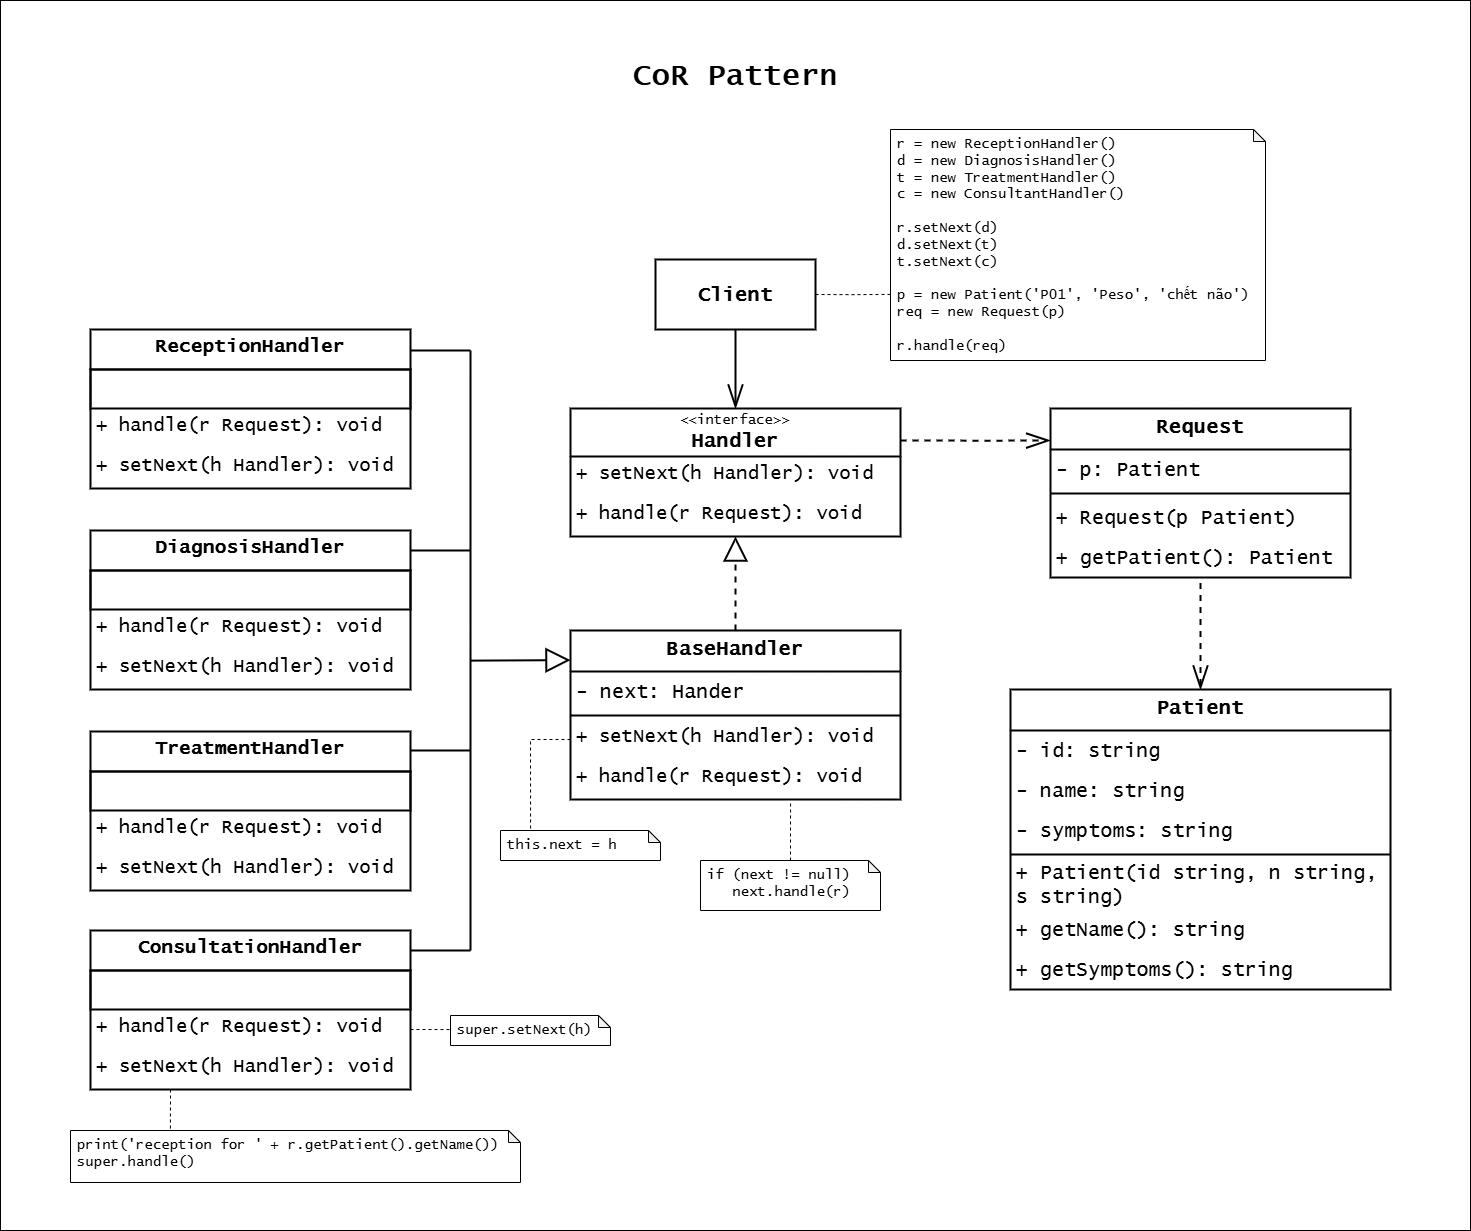 CoR Pattern
r = new ReceptionHandler()
d = new DiagnosisHandler()
t = new TreatmentHandler()
c = new ConsultantHandler()
r.setNext(d)
d.setNext(t)
t.setNext(c)
p = new Patient('P01', 'Peso', 'chết não')
req = new Request(p)
r.handle(req)
Client
ReceptionHandler
+ handle(r Request): void
+ setNext(h Handler): void
<<interface>>
Handler
+ setNext(h Handler): void
+ handle(r Request): void
Request
- p: Patient
+ Request(p Patient)
+ getPatient(): Patient
DiagnosisHandler
+ handle(r Request): void
+ setNext(h Handler): void
BaseHandler
- next: Hander
+ setNext(h Handler): void
+ handle(r Request): void
this.next = h
if (next != null)
next.handle(r)
Patient
- id: string
- name: string
- symptoms: string
+ Patient(id string, n string,
s string)
+ getName(): string
+ getSymptoms(): string
TreatmentHandler
+ handle(r Request): void
+ setNext(h Handler): void
ConsultationHandler
+ handle(r Request): void
+ setNext(h Handler): void
super.setNext(h)
print('reception for ' + r.getPatient().getName())
super.handle()